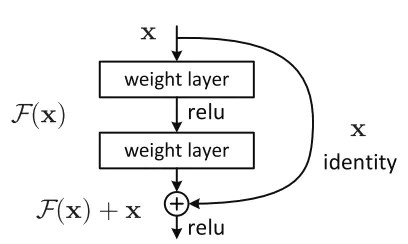 x
weight layer
relu
F(x)
x
weight layer
identity
F(x) + x
relu